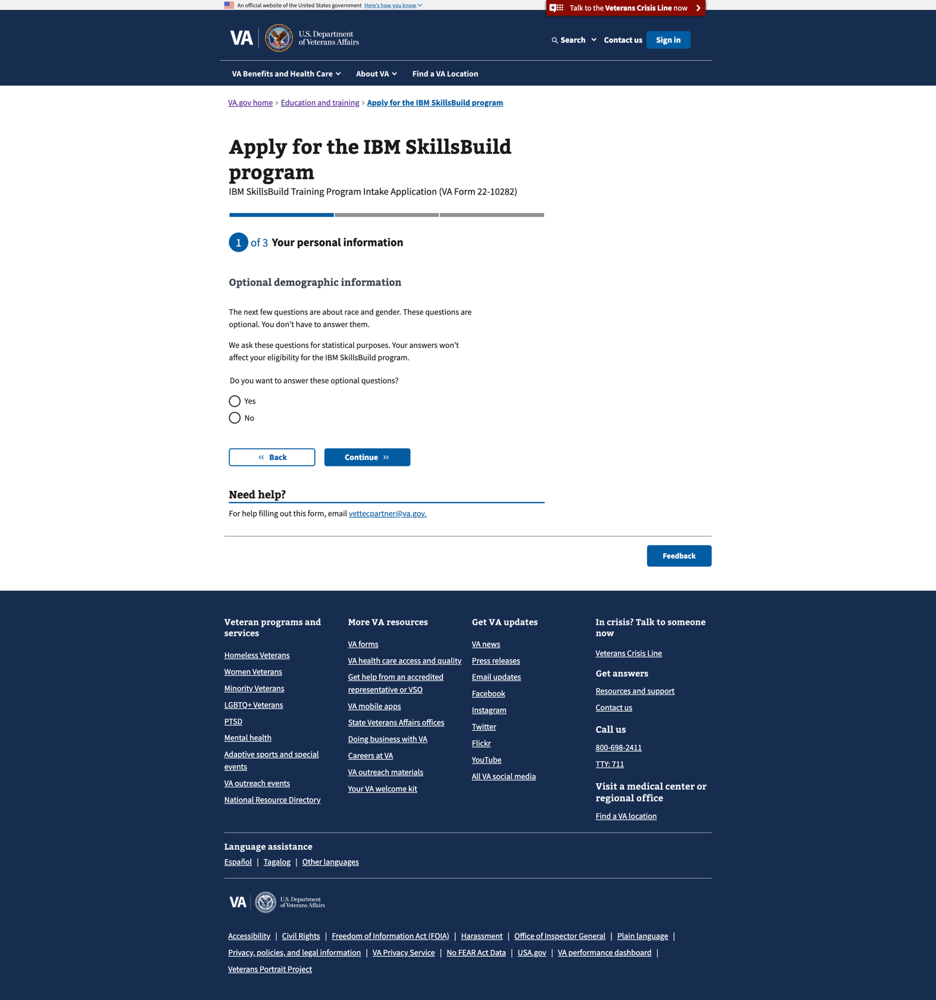 An official website of the United States government Here's how you know
Talk to the Veterans Crisis Line now
VA
U.S. Department
of Veterans Affairs
Search Contact us Sign in
VA Benefits and Health Care About VA Find a VA Location
VA.gov home › Education and training › Apply for the IBM SkillsBuild program
Apply for the IBM SkillsBuild
program
IBM SkillsBuild Training Program Intake Application (VA Form 22-10282)
1 of 3 Your personal information
Optional demographic information
The next few questions are about race and gender. These questions are
optional. You don’t have to answer them.
We ask these questions for statistical purposes. Your answers won’t
affect your eligibility for the IBM SkillsBuild program.
Do you want to answer these optional questions?
Yes
No
« Back Continue »
Need help?
For help filling out this form, email vettecpartner@va.gov.
Feedback
Veteran programs and
services
Homeless Veterans
Women Veterans
Minority Veterans
LGBTQ+ Veterans
PTSD
Mental health
Adaptive sports and special
events
VA outreach events
National Resource Directory
More VA resources
VA forms
VA health care access and quality
Get help from an accredited
representative or VSO
VA mobile apps
State Veterans Affairs offices
Doing business with VA
Careers at VA
VA outreach materials
Your VA welcome kit
Get VA updates
VA news
Press releases
Email updates
Facebook
Instagram
Twitter
Flickr
YouTube
All VA social media
In crisis? Talk to someone
now
Veterans Crisis Line
Get answers
Resources and support
Contact us
Call us
800-698-2411
TTY: 711
Visit a medical center or
regional office
Find a VA location
Language assistance
Español | Tagalog | Other languages
VA
U.S. Department
of Veterans Affairs
Accessibility | Civil Rights | Freedom of Information Act (FOIA) | Harassment | Office of Inspector General | Plain language |
Privacy, policies, and legal information | VA Privacy Service | No FEAR Act Data | USA.gov | VA performance dashboard |
Veterans Portrait Project